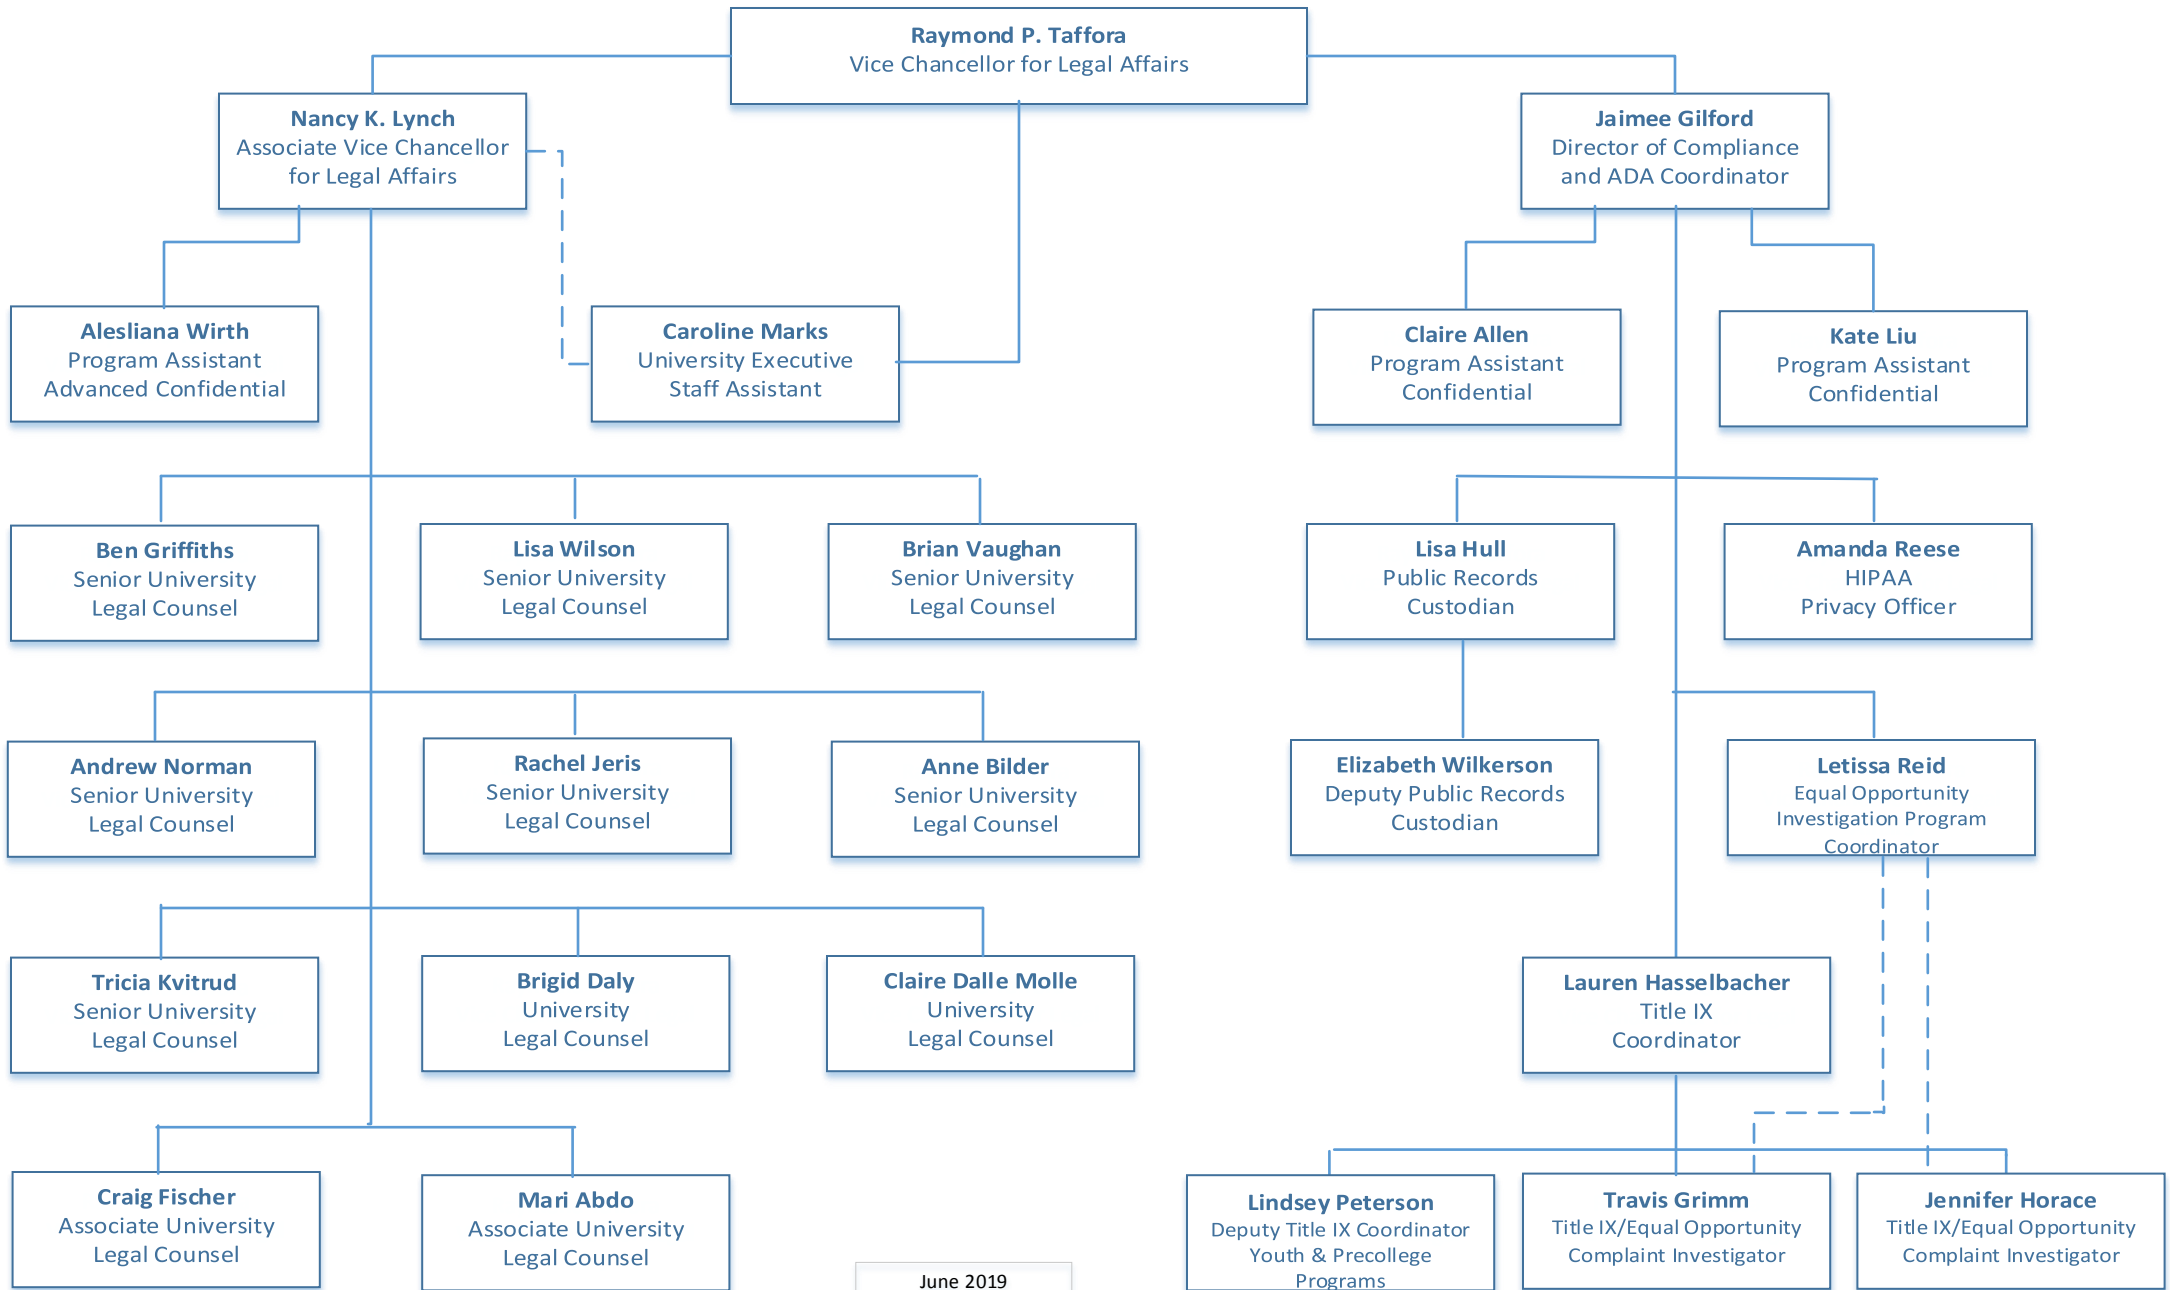 Raymond P. Taffora
Vice Chancellor for Legal Affairs
Nancy K. Lynch
Associate Vice Chancellor
for Legal Affairs
Jaimee Gilford
Director of Compliance
and ADA Coordinator
Alesliana Wirth
Program Assistant
Advanced Confidential
Caroline Marks
University Executive
Staff Assistant
Claire Allen
Program Assistant
Confidential
Kate Liu
Program Assistant
Confidential
Ben Griffiths
Senior University
Legal Counsel
Lisa Wilson
Senior University
Legal Counsel
Brian Vaughan
Senior University
Legal Counsel
Lisa Hull
Public Records
Custodian
Amanda Reese
HIPAA
Privacy Officer
Andrew Norman
Senior University
Legal Counsel
Rachel Jeris
Senior University
Legal Counsel
Anne Bilder
Senior University
Legal Counsel
Elizabeth Wilkerson
Deputy Public Records
Custodian
Letissa Reid
Equal Opportunity
Investigation Program
Coordinator
Tricia Kvitrud
Senior University
Legal Counsel
Brigid Daly
University
Legal Counsel
Claire Dalle Molle
University
Legal Counsel
Lauren Hasselbacher
Title IX
Coordinator
Craig Fischer
Associate University
Legal Counsel
Mari Abdo
Associate University
Legal Counsel
June 2019
Lindsey Peterson
Deputy Title IX Coordinator
Youth & Precollege
Programs
Travis Grimm
Title IX/Equal Opportunity
Complaint Investigator
Jennifer Horace
Title IX/Equal Opportunity
Complaint Investigator